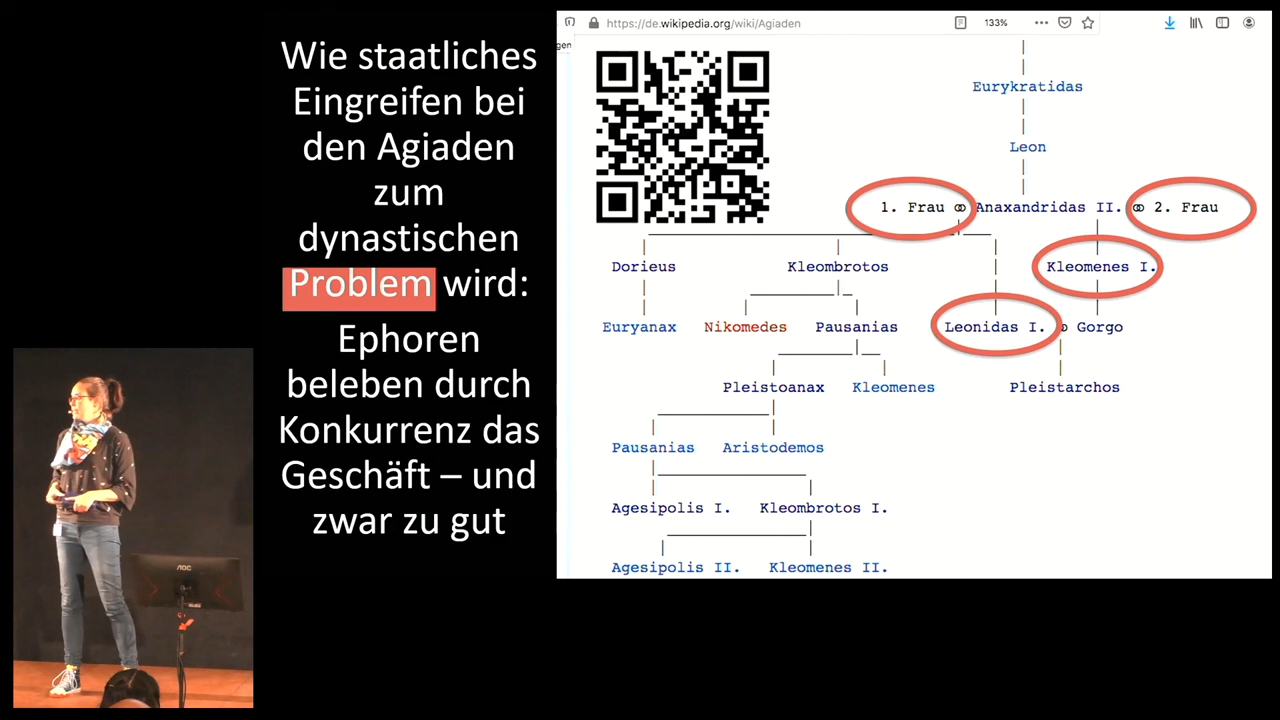 Wie staatliches
Eingreifen bei
den Agiaden
zum
dynastischen
Problem wird:
Ephoren
beleben durch
Konkurrenz das
Geschäft – und
zwar zu gut
https://de.wikipedia.org/wiki/Agiaden
133%
gen
Eurykratidas
Leon
1. Frau ⚭ Anaxandridas II. ⚭ 2. Frau
Dorieus Kleombrotos Kleomenes I.
Euryanax Nikomedes Pausanias Leonidas I. ⚭ Gorgo
Pleistoanax Kleomenes Pleistarchos
Pausanias Aristodemos
Agesipolis I. Kleombrotos I.
Agesipolis II. Kleomenes II.
AOC